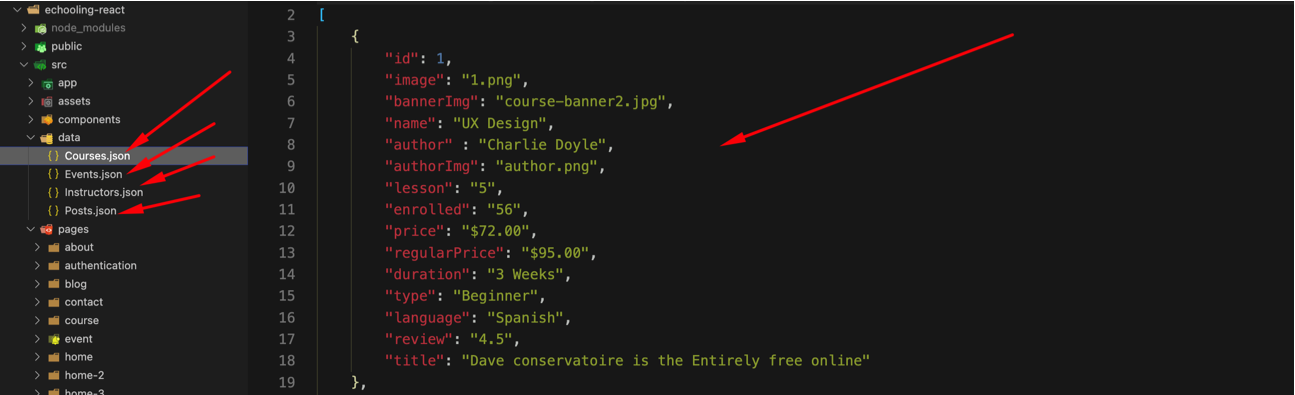 echooling-react
node_modules
public
src
app
assets
components
data
{} Courses.json
{} Events.json
{} Instructors.json
{} Posts.json
pages
about
authentication
blog
contact
course
event
home
home-2
home-3
2 [
3 {
4 "id": 1,
5 "image": "1.png",
6 "bannerImg": "course-banner2.jpg",
7 "name": "UX Design",
8 "author" : "Charlie Doyle",
9 "authorImg": "author.png",
10 "lesson": "5",
11 "enrolled": "56",
12 "price": "$72.00",
13 "regularPrice": "$95.00",
14 "duration": "3 Weeks",
15 "type": "Beginner",
16 "language": "Spanish",
17 "review": "4.5",
18 "title": "Dave conservatoire is the Entirely free online"
19 },